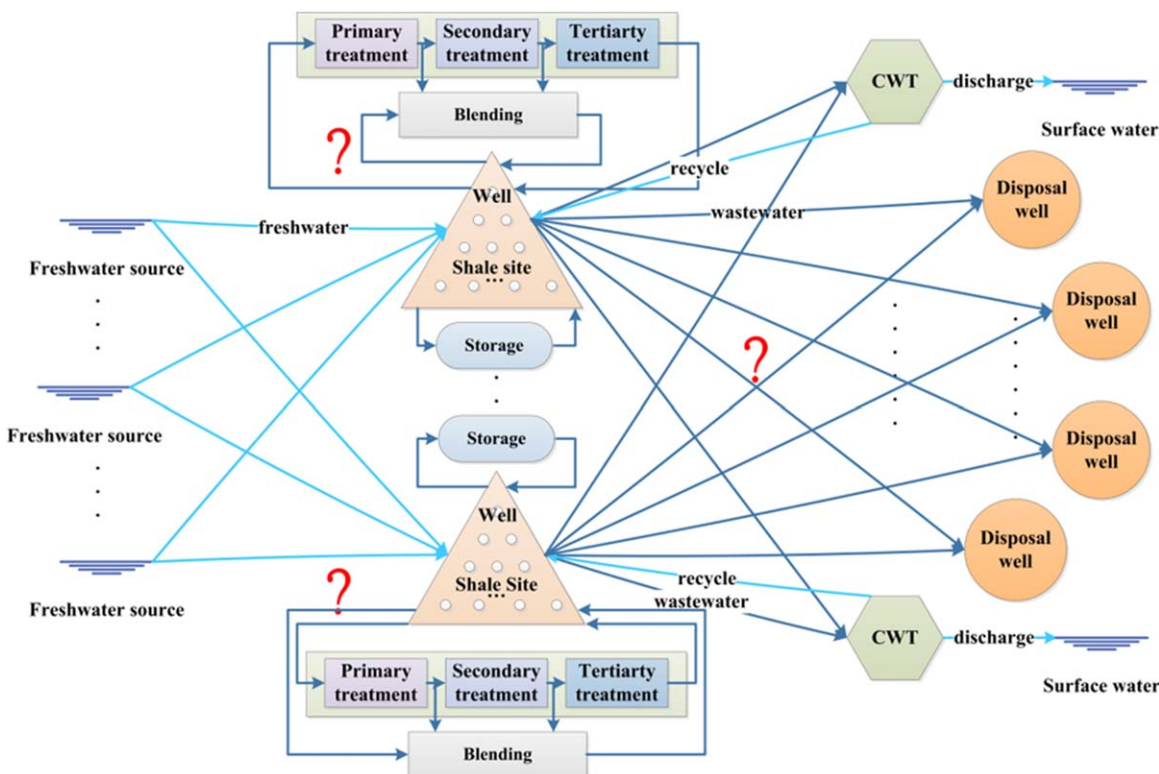 Primary
treatment
Secondary
treatment
Tertiarty
treatment
Blending
?
CWT
discharge
Surface water
recycle
Well
wastewater
Disposal
well
freshwater
Freshwater source
Shale site
...
Disposal
well
Storage
?
Freshwater source
Storage
Disposal
well
Well
Disposal
well
Freshwater source
?
Shale Site
...
recycle
wastewater
CWT
discharge
Surface water
Primary
treatment
Secondary
treatment
Tertiarty
treatment
Blending